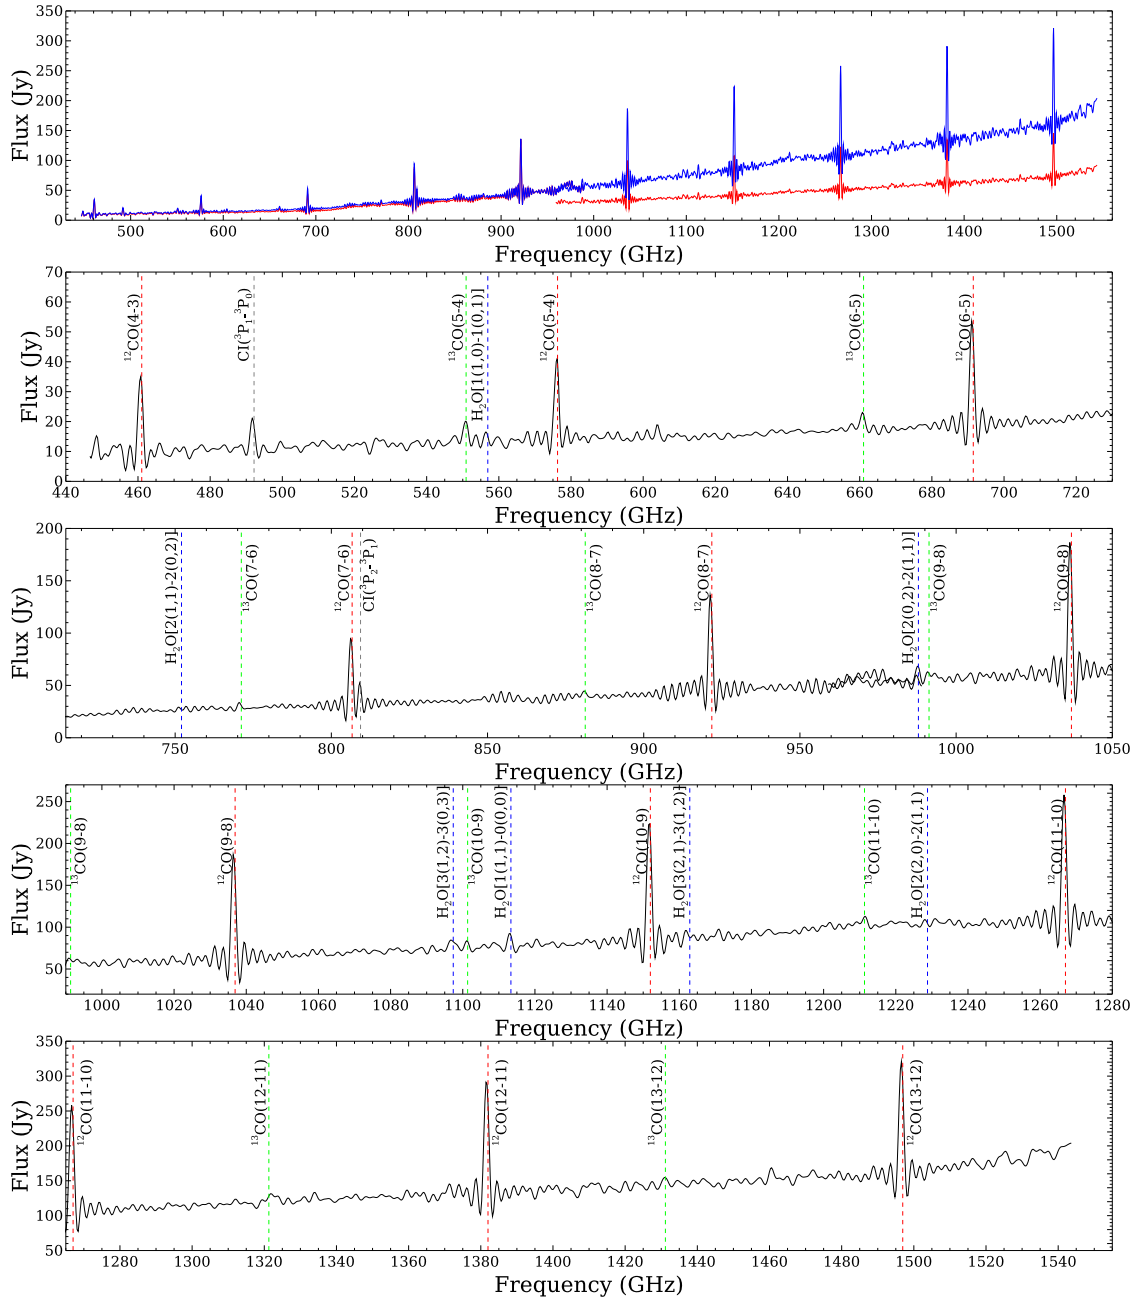 350
300
250
200
150
100
50
0
Flux (Jy)
500 600 700 800 900 1000 1100 1200 1300 1400 1500
Frequency (GHz)
70
60
50
40
30
20
10
0
Flux (Jy)
¹²CO(4-3)
CI(³P₁-³P₀)
¹³CO(5-4)
H₂O[1(1,0)-1(0,1)]
¹²CO(5-4)
¹³CO(6-5)
¹²CO(6-5)
440 460 480 500 520 540 560 580 600 620 640 660 680 700 720
Frequency (GHz)
200
150
100
50
0
Flux (Jy)
H₂O[2(1,1)-2(0,2)]
¹³CO(7-6)
¹²CO(7-6)
CI(³P₂-³P₁)
¹³CO(8-7)
¹²CO(8-7)
H₂O[2(0,2)-2(1,1)]
¹³CO(9-8)
¹²CO(9-8)
750 800 850 900 950 1000 1050
Frequency (GHz)
250
200
150
100
50
Flux (Jy)
¹³CO(9-8)
¹²CO(9-8)
H₂O[3(1,2)-3(0,3)]
¹³CO(10-9)
H₂O[1(1,1)-0(0,0)]
¹²CO(10-9)
H₂O[3(2,1)-3(1,2)]
¹³CO(11-10)
H₂O[2(2,0)-2(1,1)
¹²CO(11-10)
1000 1020 1040 1060 1080 1100 1120 1140 1160 1180 1200 1220 1240 1260 1280
Frequency (GHz)
350
300
250
200
150
100
50
Flux (Jy)
¹²CO(11-10)
¹³CO(12-11)
¹²CO(12-11)
¹³CO(13-12)
¹²CO(13-12)
1280 1300 1320 1340 1360 1380 1400 1420 1440 1460 1480 1500 1520 1540
Frequency (GHz)